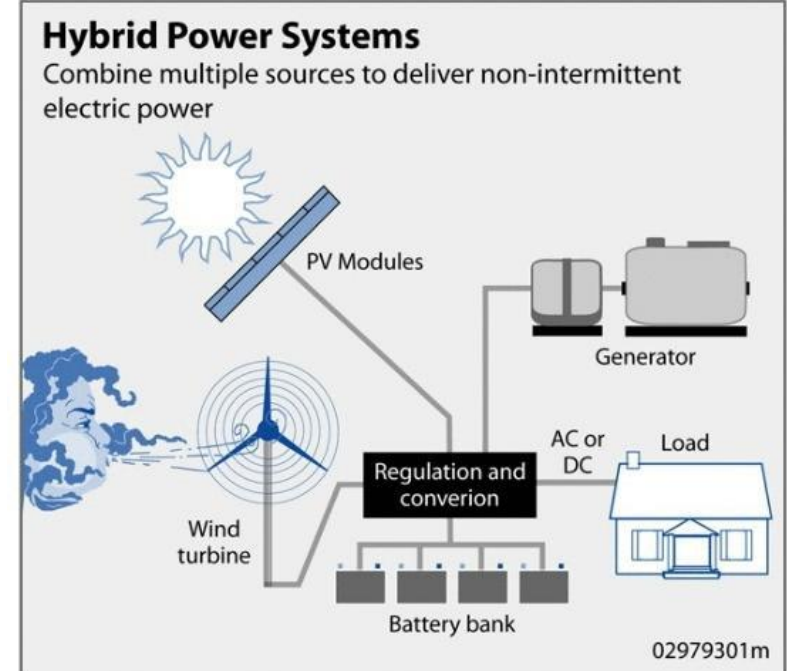 Hybrid Power Systems
Combine multiple sources to deliver non-intermittent
electric power
PV Modules
Generator
AC or
DC
Load
Regulation and
converion
Wind
turbine
Battery bank
02979301m